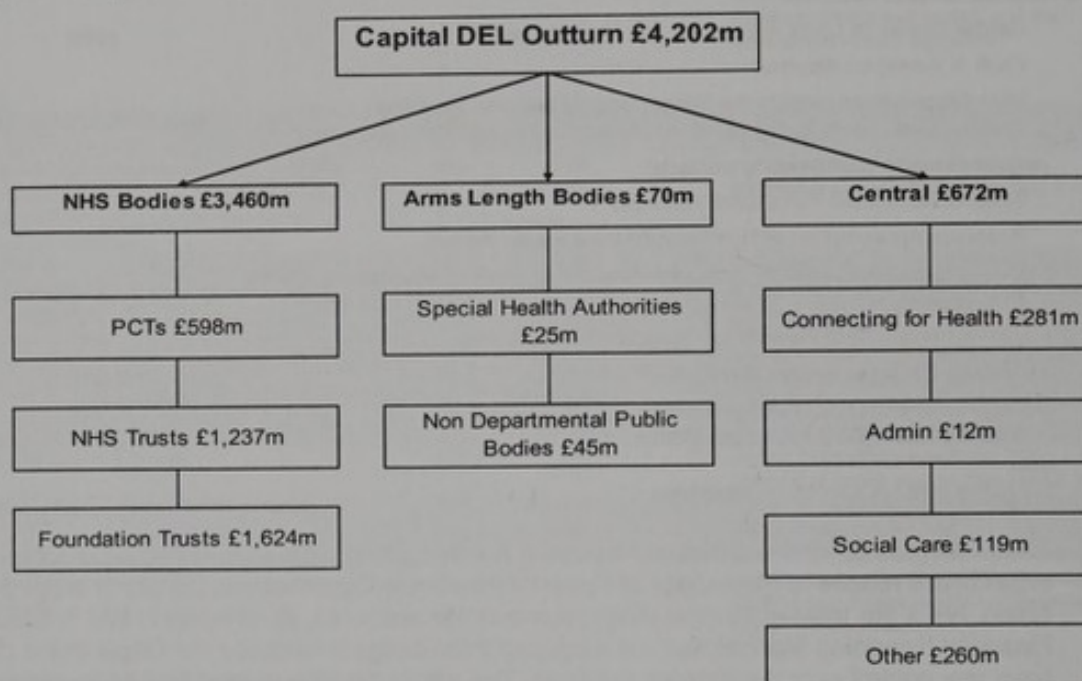 Capital DEL Outturn £4,202m
NHS Bodies £3,460m
PCTs £598m
NHS Trusts £1,237m
Foundation Trusts £1,624m
Arms Length Bodies £70m
Special Health Authorities
£25m
Non Departmental Public
Bodies £45m
Central £672m
Connecting for Health £281m
Admin £12m
Social Care £119m
Other £260m